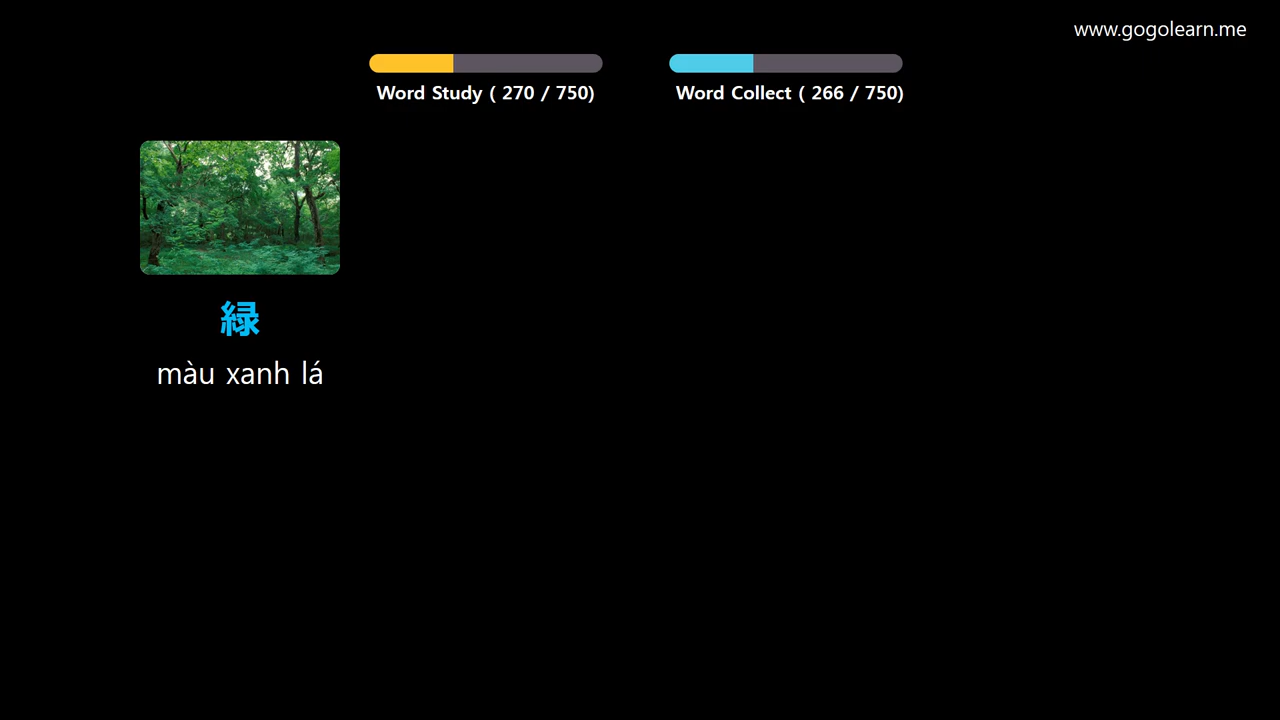 www.gogolearn.me
Word Study ( 270 / 750)
Word Collect ( 266 / 750)
緑
màu xanh lá